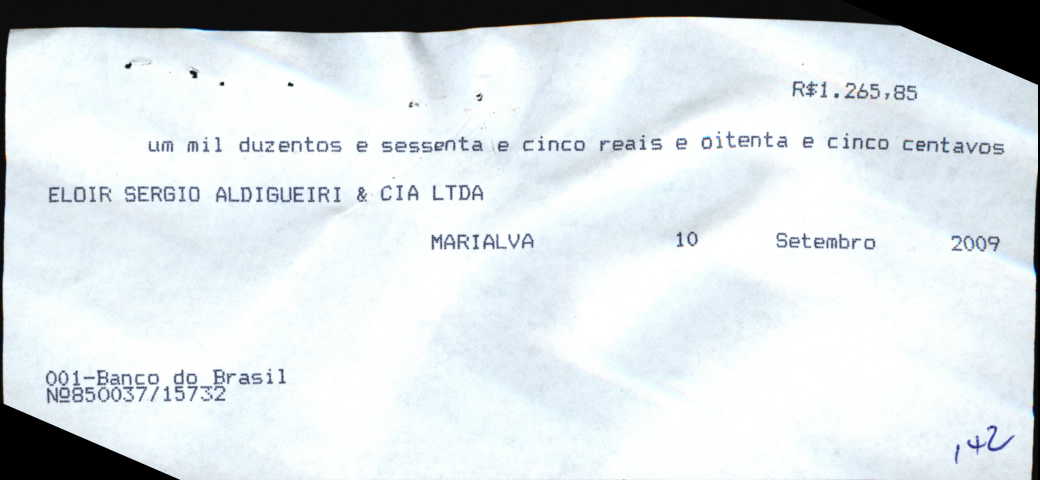 R$1.265,85
um mil duzentos e sessenta e cinco reais e oitenta e cinco centavos
ELOIR SERGIO ALDIGUEIRI & CIA LTDA
MARIALVA 10 Setembro 2009
001-Banco do Brasil
Nº850037/15732
142